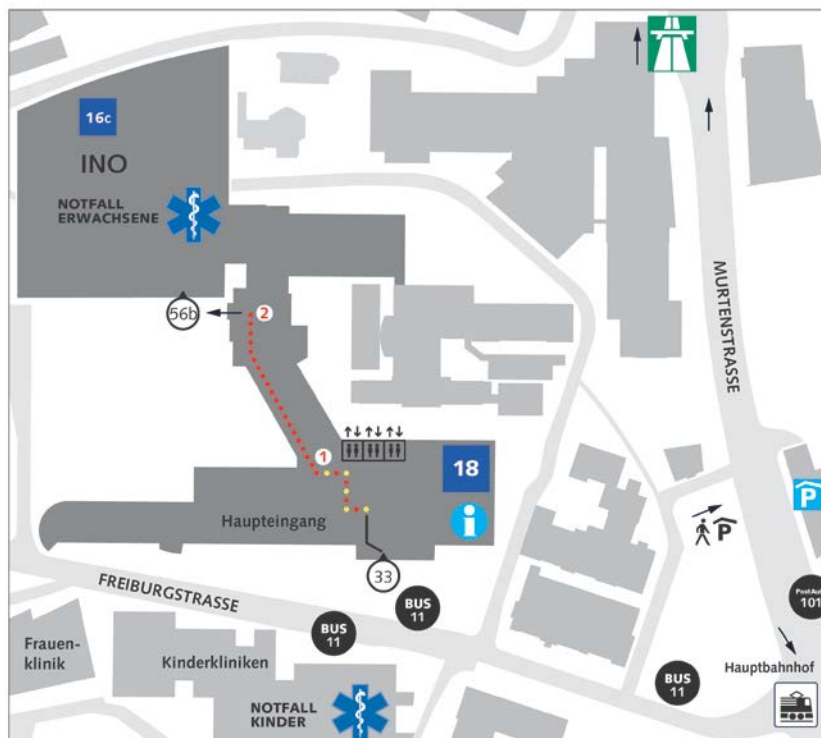 16c
INO
NOTFALL
ERWACHSENE
56b
2
MURTENSTRASSE
1
18
Haupteingang
i
P
P
33
FREIBURGSTRASSE
BUS
11
BUS
11
PostAuto
101
Frauen-
klinik
Kinderkliniken
Hauptbahnhof
BUS
11
NOTFALL
KINDER